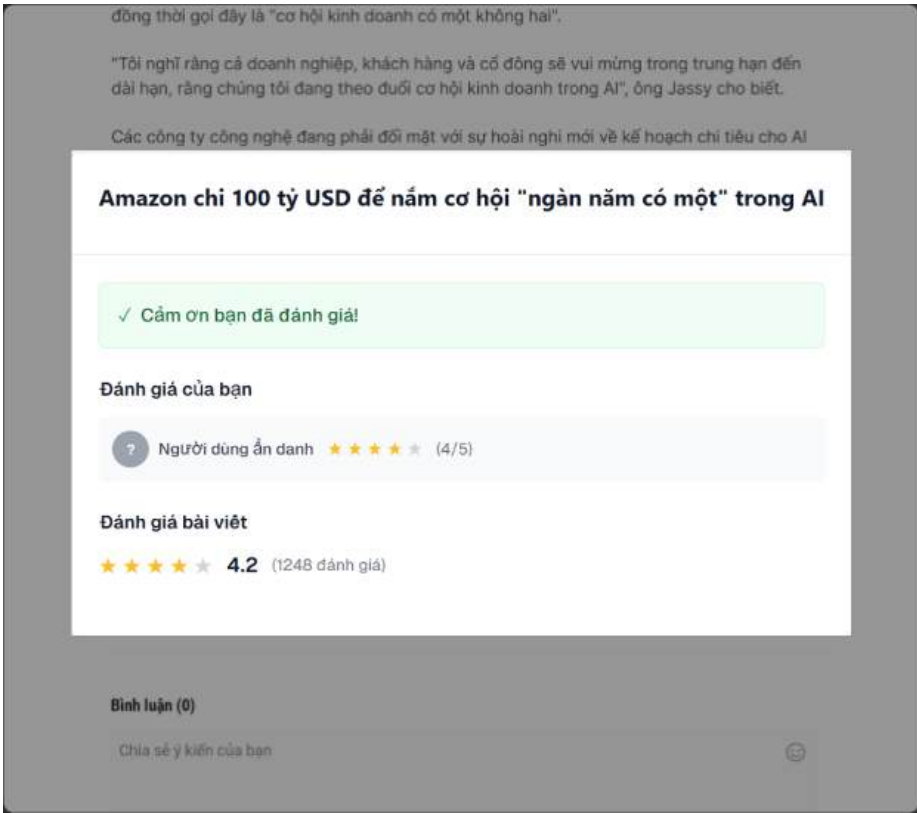 đồng thời gọi đây là "cơ hội kinh doanh có một không hai".
"Tôi nghĩ rằng cả doanh nghiệp, khách hàng và cổ đông sẽ vui mừng trong trung hạn đến
dài hạn, rằng chúng tôi đang theo đuổi cơ hội kinh doanh trong AI", ông Jassy cho biết.
Các công ty công nghệ đang phải đối mặt với sự hoài nghi mới về kế hoạch chi tiêu cho AI
Amazon chi 100 tỷ USD để nắm cơ hội "ngàn năm có một" trong AI
✓ Cảm ơn bạn đã đánh giá!
Đánh giá của bạn
? Người dùng ẩn danh ★★★★★ (4/5)
Đánh giá bài viết
★★★★★ 4.2 (1248 đánh giá)
Bình luận (0)
Chia sẻ ý kiến của bạn